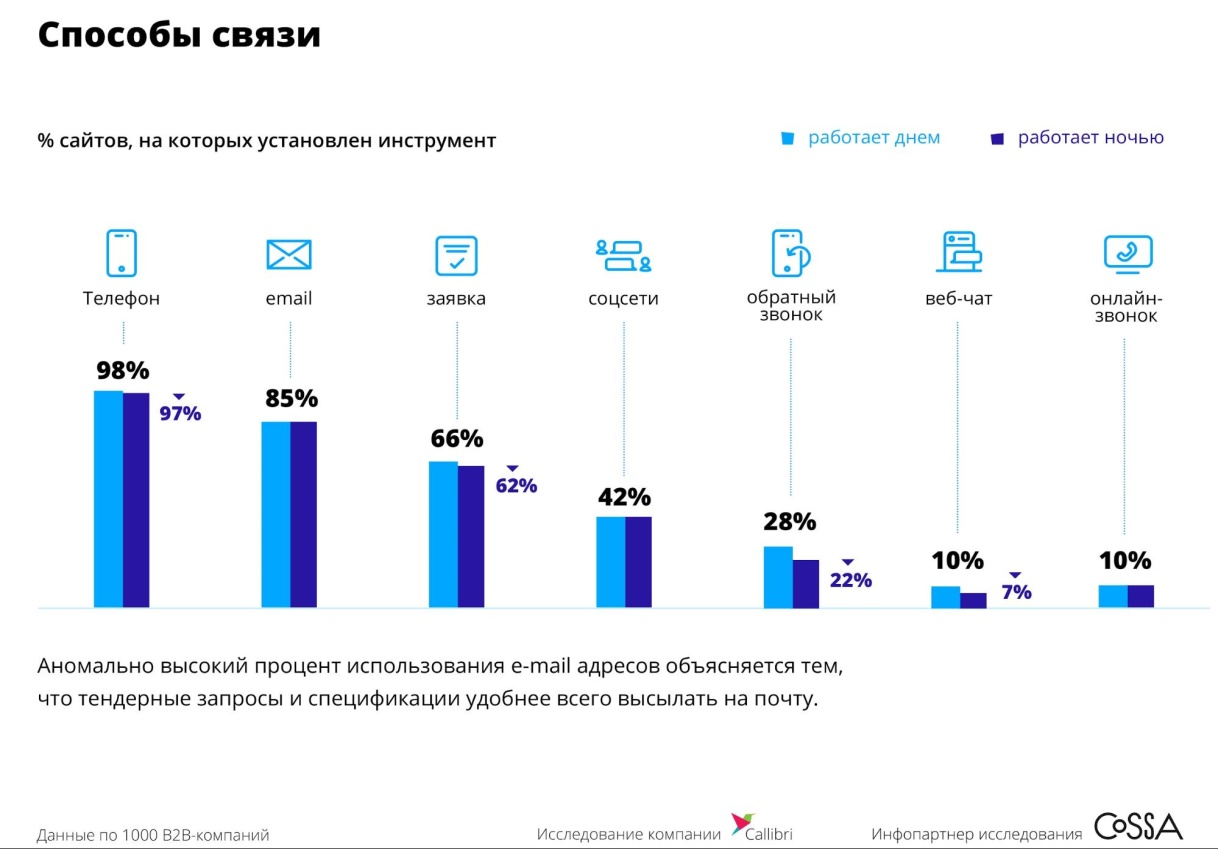 Способы связи
% сайтов, на которых установлен инструмент
работает днем
работает ночью
Телефон
email
заявка
соцсети
обратный
звонок
веб-чат
онлайн-
звонок
98%
97%
85%
66%
62%
42%
28%
22%
10%
7%
10%
Аномально высокий процент использования e-mail адресов объясняется тем,
что тендерные запросы и спецификации удобнее всего высылать на почту.
Данные по 1000 B2B-компаний
Исследование компании Callibri
Инфопартнер исследования COSSA